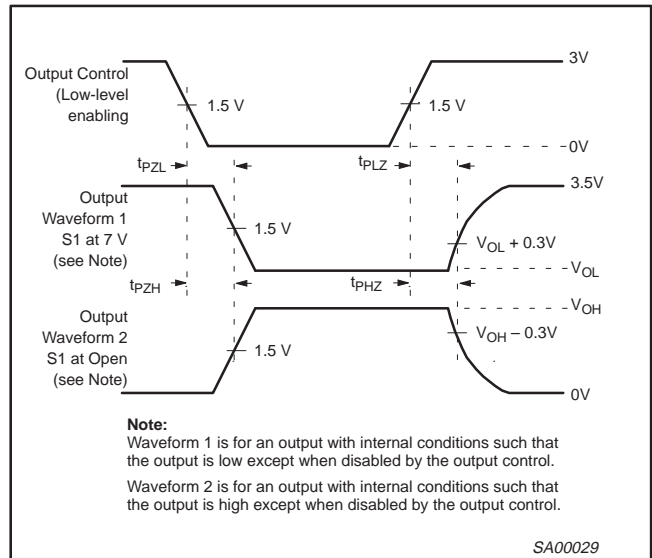 3V
Output Control
(Low-level
enabling
1.5 V
1.5 V
0V
tPZL
tPLZ
3.5V
Output
Waveform 1
S1 at 7 V
(see Note)
1.5 V
VOL + 0.3V
VOL
tPZH
tPHZ
VOH
Output
Waveform 2
S1 at Open
(see Note)
1.5 V
VOH – 0.3V
0V
Note:
Waveform 1 is for an output with internal conditions such that
the output is low except when disabled by the output control.
Waveform 2 is for an output with internal conditions such that
the output is high except when disabled by the output control.
SA00029